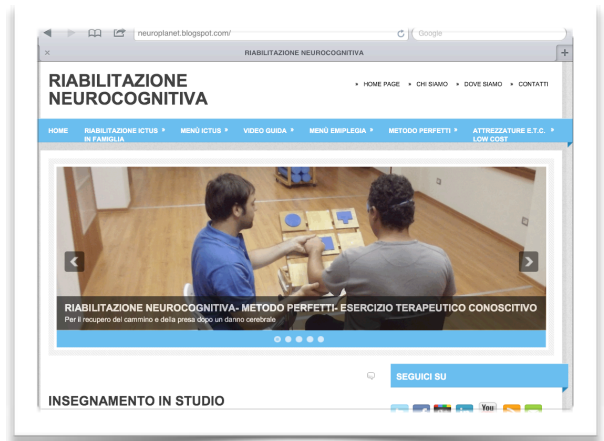 neuroplanet.blogspot.com/
Google
RIABILITAZIONE NEUROCOGNITIVA
RIABILITAZIONE
NEUROCOGNITIVA
HOME PAGE
CHI SIAMO
DOVE SIAMO
CONTATTI
HOME
RIABILITAZIONE ICTUS
IN FAMIGLIA
MENÙ ICTUS
VIDEO GUIDA
MENÙ EMIPLEGIA
METODO PERFETTI
ATTREZZATURE E.T.C.
LOW COST
RIABILITAZIONE NEUROCOGNITIVA- METODO PERFETTI- ESERCIZIO TERAPEUTICO CONOSCITIVO
Per il recupero del cammino e della presa dopo un danno cerebrale
SEGUICI SU
INSEGNAMENTO IN STUDIO
You